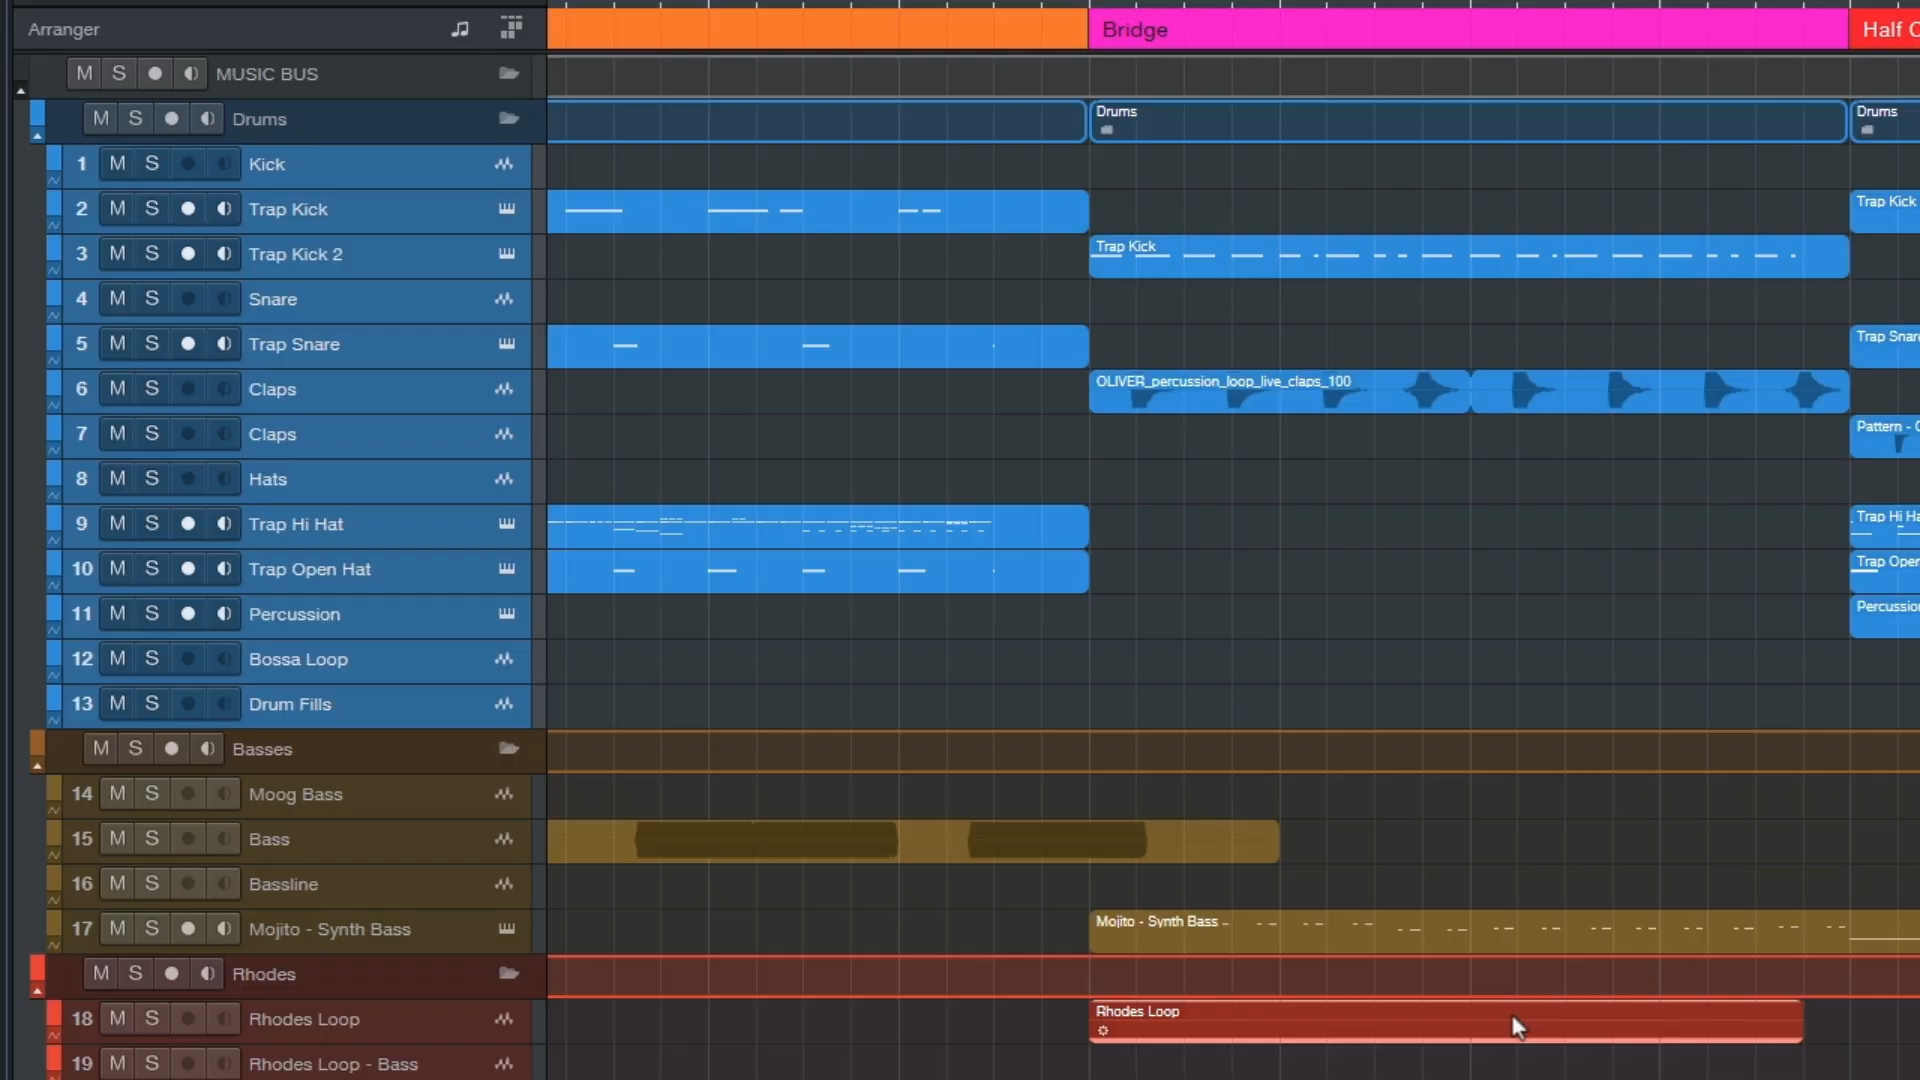 Arranger
Bridge
Half
M S MUSIC BUS
M S Drums
Drums
Drums
1 M S Kick
2 M S Trap Kick
Trap Kick
3 M S Trap Kick 2
Trap Kick
4 M S Snare
5 M S Trap Snare
Trap Snare
6 M S Claps
OLIVER_percussion_loop_live_claps_100
7 M S Claps
Pattern -
8 M S Hats
9 M S Trap Hi Hat
Trap Hi Ha
10 M S Trap Open Hat
Trap Oper
11 M S Percussion
Percussio
12 M S Bossa Loop
13 M S Drum Fills
M S Basses
14 M S Moog Bass
15 M S Bass
16 M S Bassline
17 M S Mojito - Synth Bass
Mojito - Synth Bass
M S Rhodes
18 M S Rhodes Loop
Rhodes Loop
19 M S Rhodes Loop - Bass